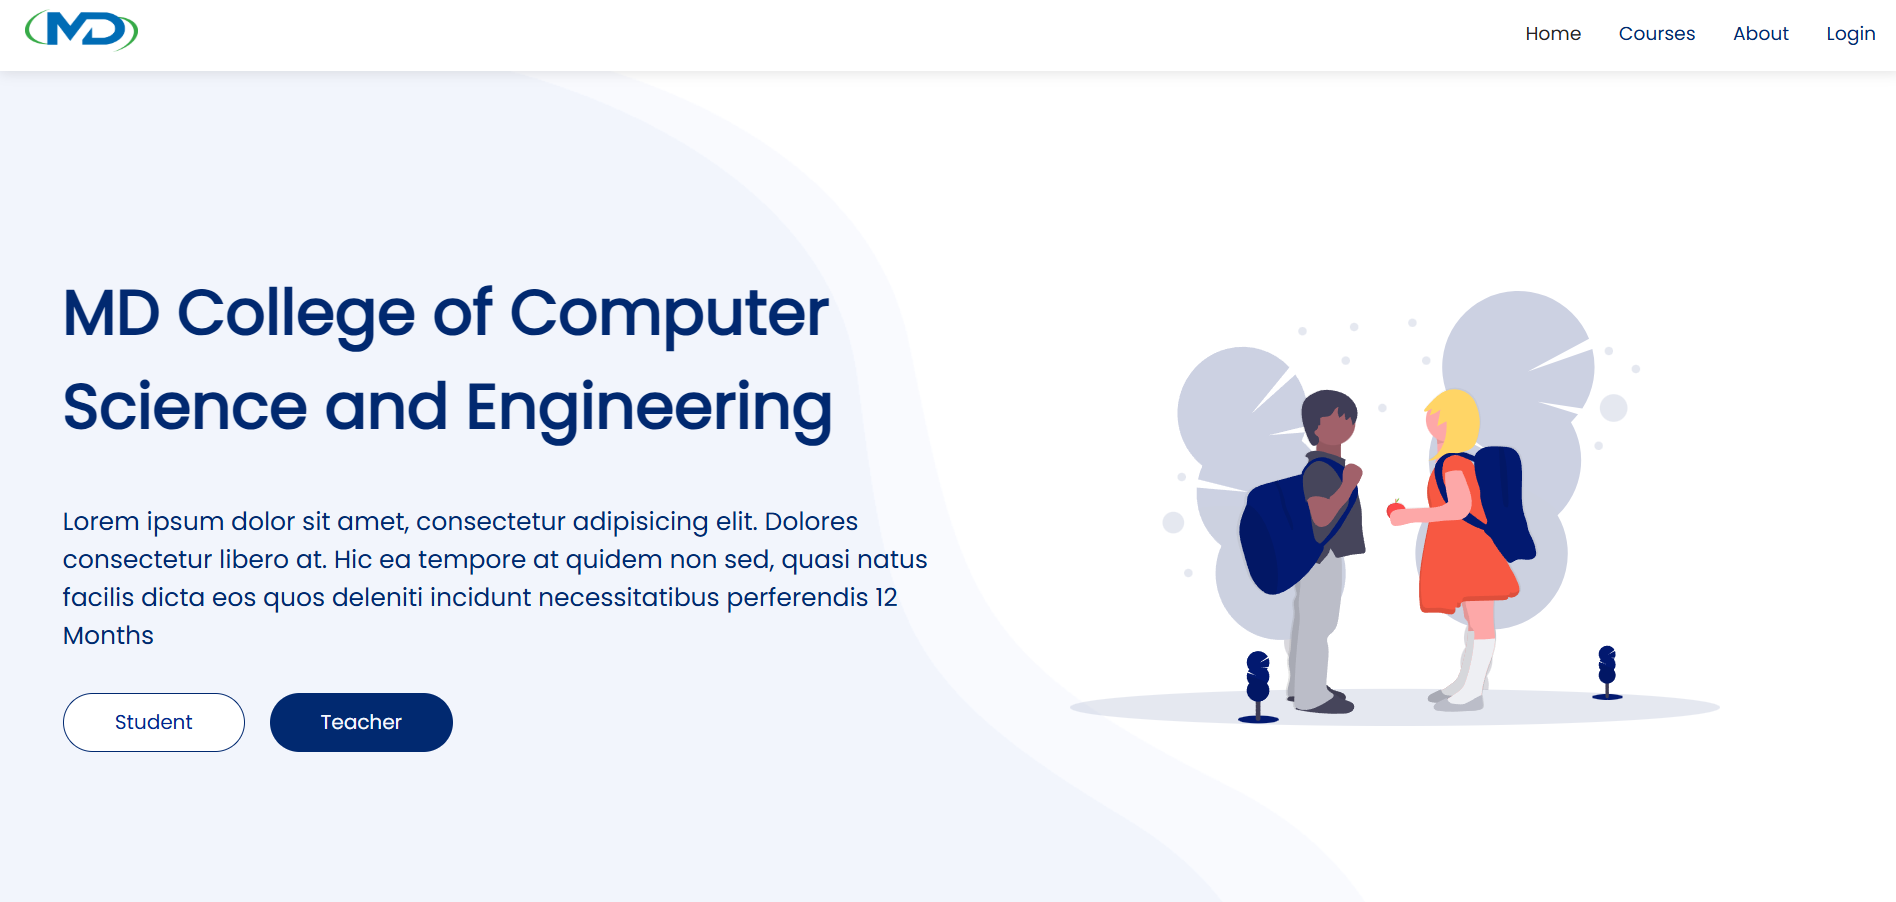 MD
Home
Courses
About
Login
MD College of Computer
Science and Engineering
Lorem ipsum dolor sit amet, consectetur adipisicing elit. Dolores
consectetur libero at. Hic ea tempore at quidem non sed, quasi natus
facilis dicta eos quos deleniti incidunt necessitatibus perferendis 12
Months
Student
Teacher